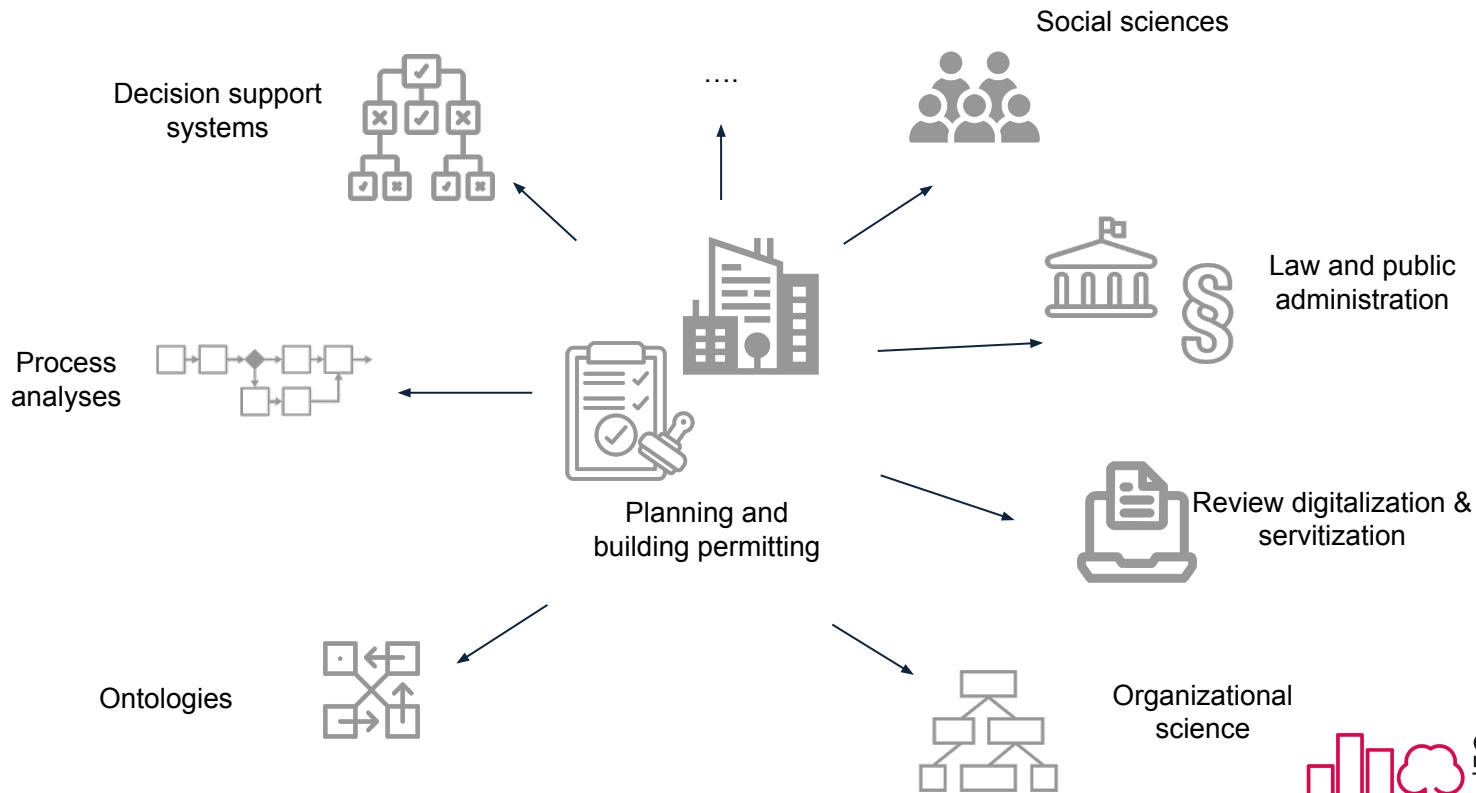 Social sciences
Decision support
systems
....
Law and public
administration
Process
analyses
Review digitalization &
servitization
Planning and
building permitting
Ontologies
Organizational
science